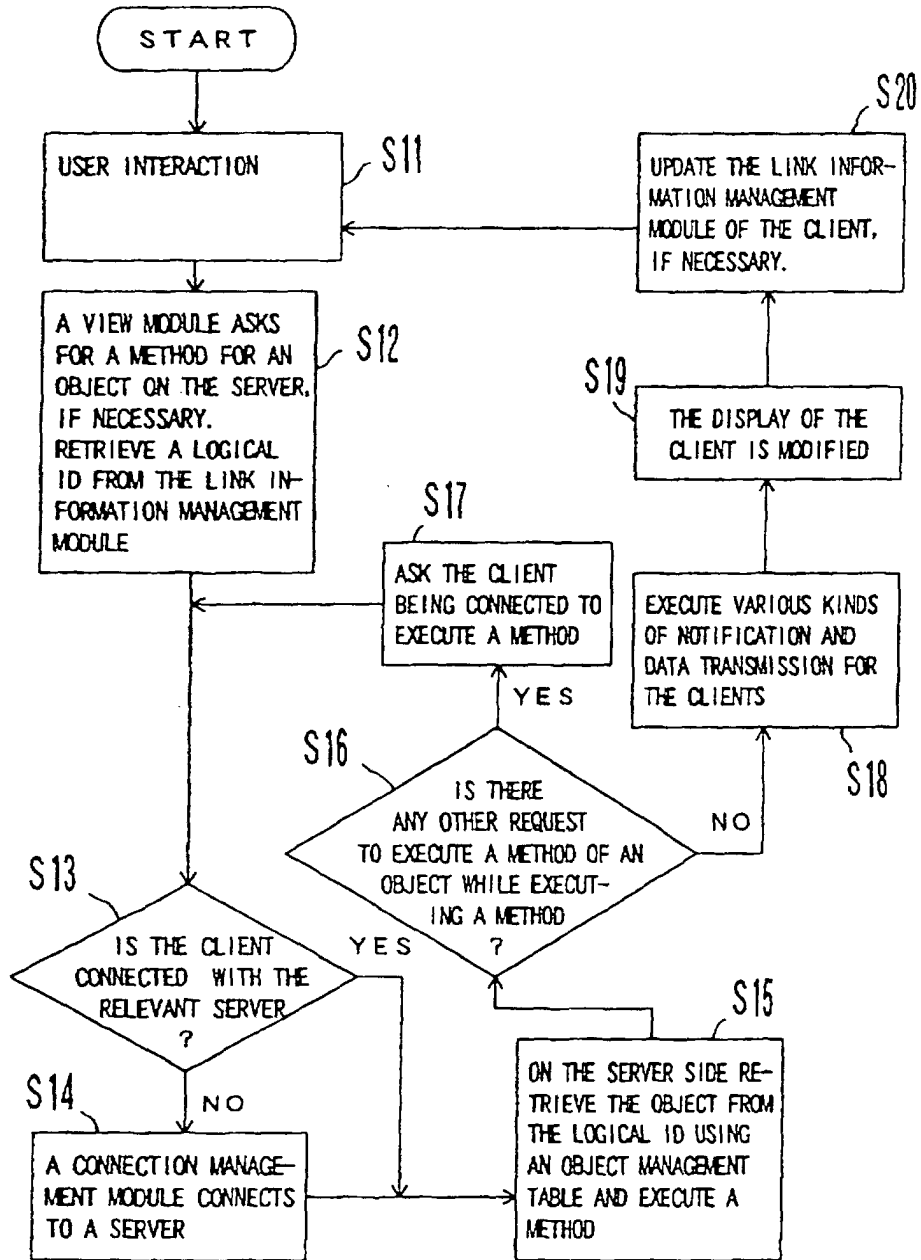 START
S11
USER INTERACTION
S12
A VIEW MODULE ASKS
FOR A METHOD FOR AN
OBJECT ON THE SERVER,
IF NECESSARY.
RETRIEVE A LOGICAL
ID FROM THE LINK IN-
FORMATION MANAGEMENT
MODULE
S13
IS THE CLIENT
CONNECTED WITH THE
RELEVANT SERVER
?
YES
NO
S14
A CONNECTION MANAGE-
MENT MODULE CONNECTS
TO A SERVER
S15
ON THE SERVER SIDE RE-
TRIEVE THE OBJECT FROM
THE LOGICAL ID USING
AN OBJECT MANAGEMENT
TABLE AND EXECUTE A
METHOD
S16
IS THERE
ANY OTHER REQUEST
TO EXECUTE A METHOD OF AN
OBJECT WHILE EXECUT-
ING A METHOD
?
YES
NO
S17
ASK THE CLIENT
BEING CONNECTED TO
EXECUTE A METHOD
S18
EXECUTE VARIOUS KINDS
OF NOTIFICATION AND
DATA TRANSMISSION FOR
THE CLIENTS
S19
THE DISPLAY OF THE
CLIENT IS MODIFIED
S20
UPDATE THE LINK INFOR-
MATION MANAGEMENT
MODULE OF THE CLIENT,
IF NECESSARY.